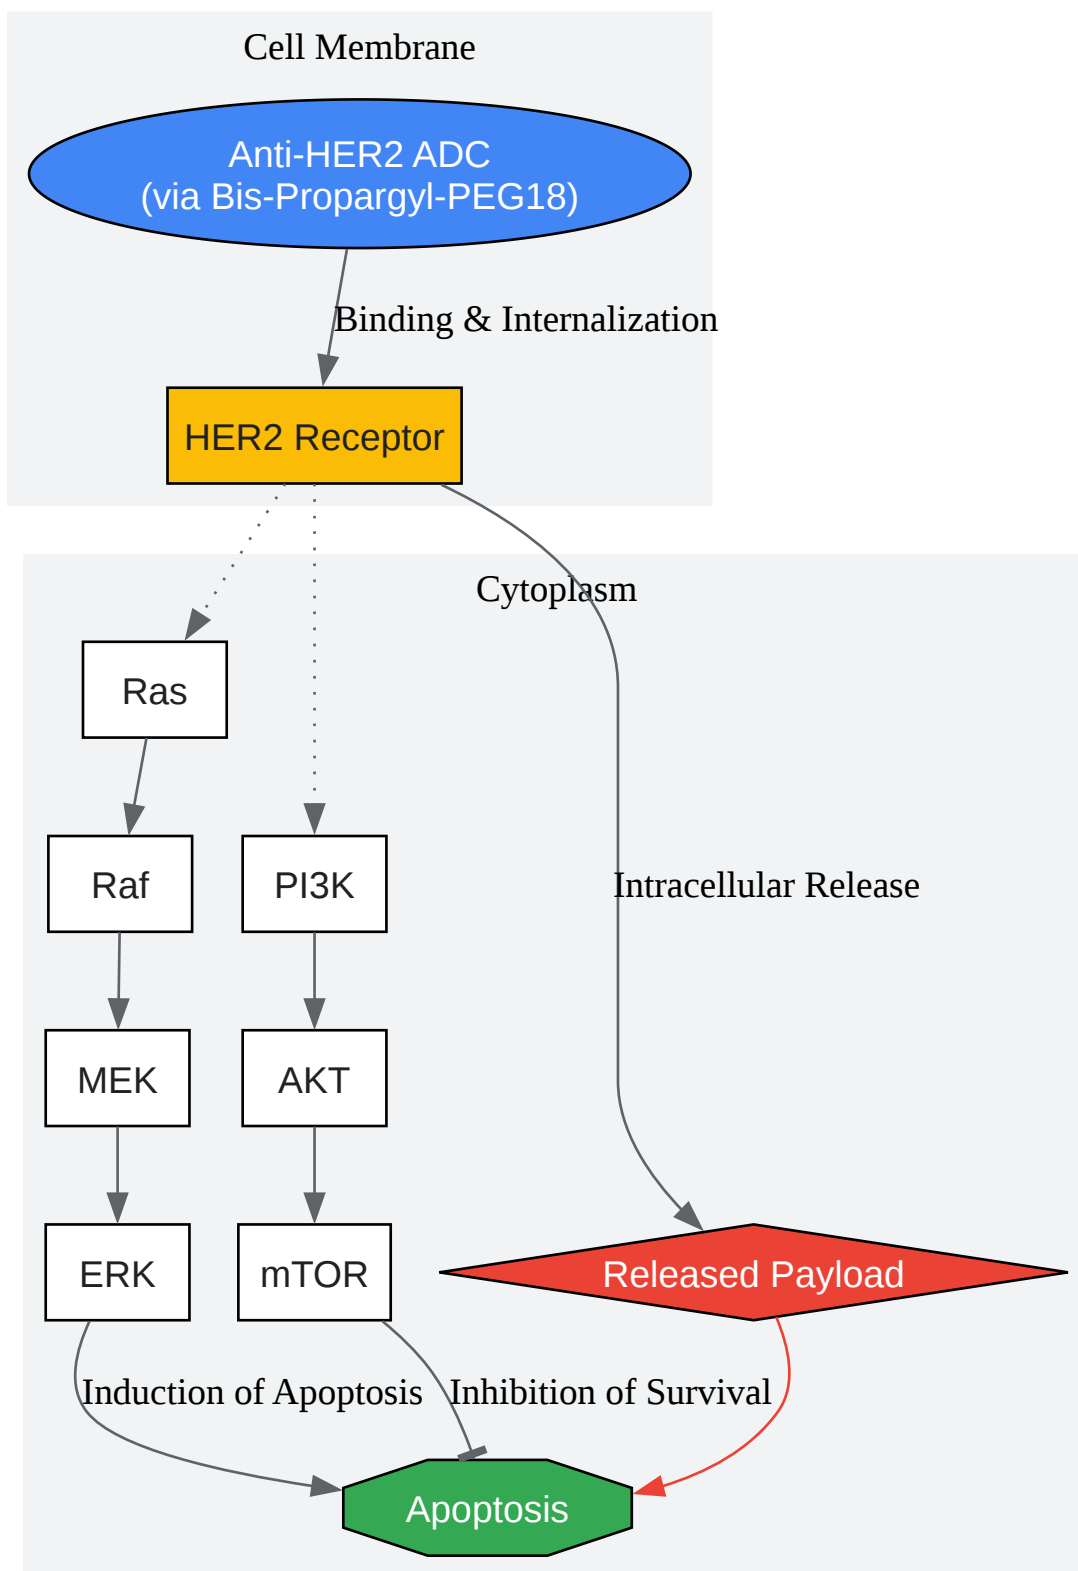 Cell Membrane
Anti-HER2 ADC
(via Bis-Propargyl-PEG18)
Binding & Internalization
HER2 Receptor
Cytoplasm
Ras
Raf
PI3K
Intracellular Release
MEK
AKT
ERK
mTOR
Released Payload
Induction of Apoptosis
Inhibition of Survival
Apoptosis